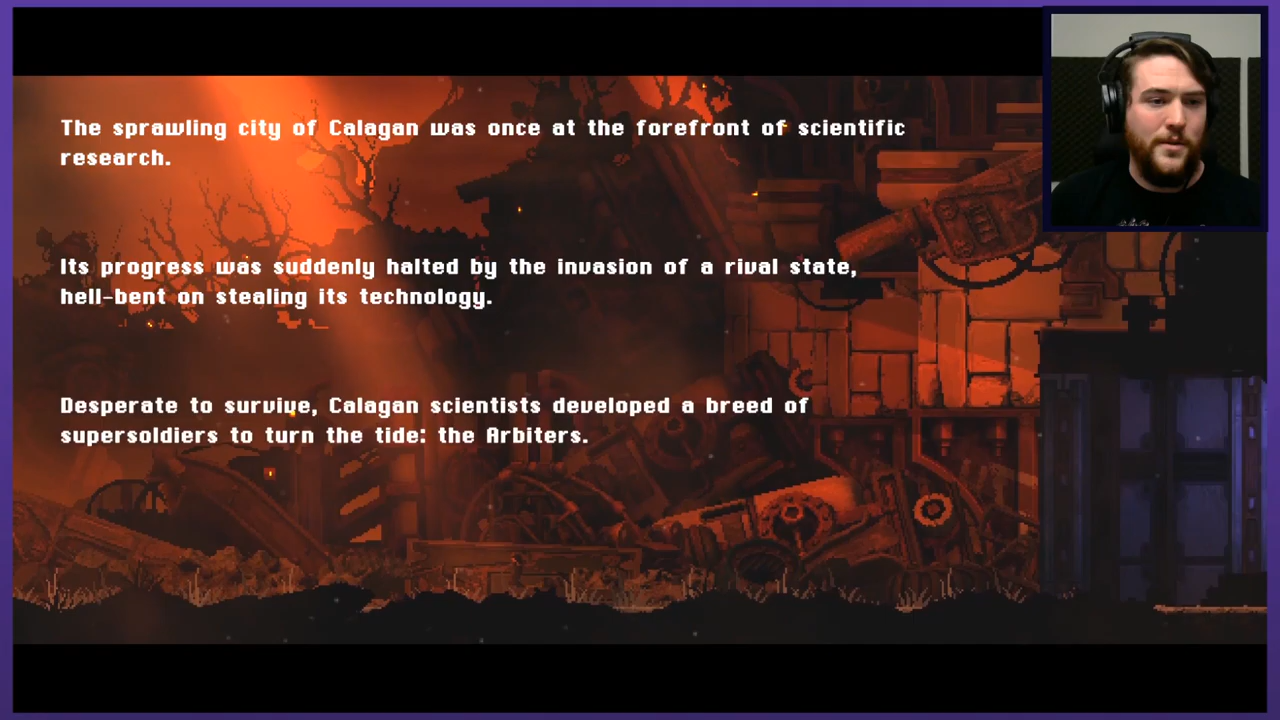 The sprawling city of Calagan was once at the forefront of scientific
research.
Its progress was suddenly halted by the invasion of a rival state,
hell-bent on stealing its technology.
Desperate to survive, Calagan scientists developed a breed of
supersoldiers to turn the tide: the Arbiters.